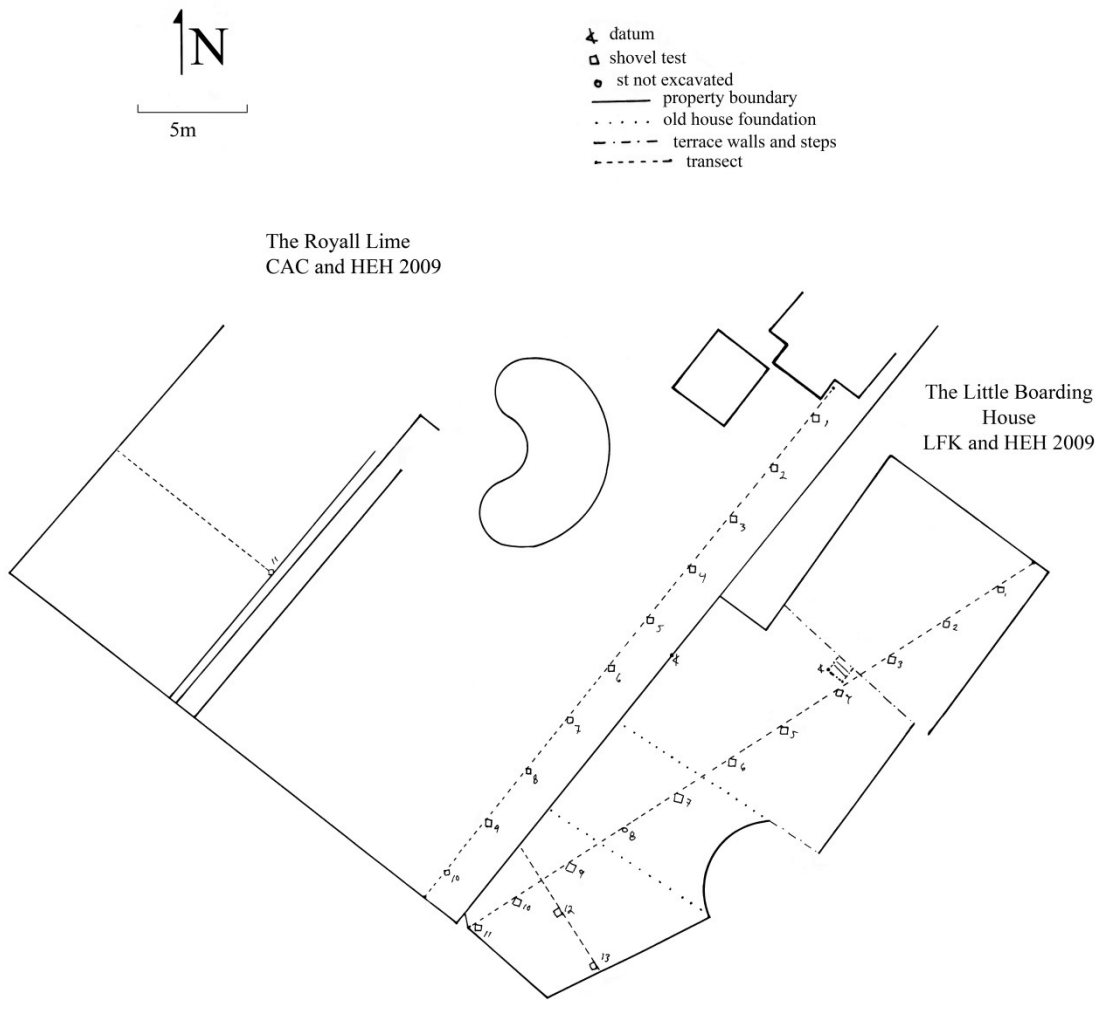 N
5m
datum
shovel test
st not excavated
property boundary
old house foundation
terrace walls and steps
transect
The Royall Lime
CAC and HEH 2009
The Little Boarding
House
LFK and HEH 2009
1
2
3
4
5
6
7
8
9
10
11
1
2
3
4
5
6
7
8
9
10
11
12
13